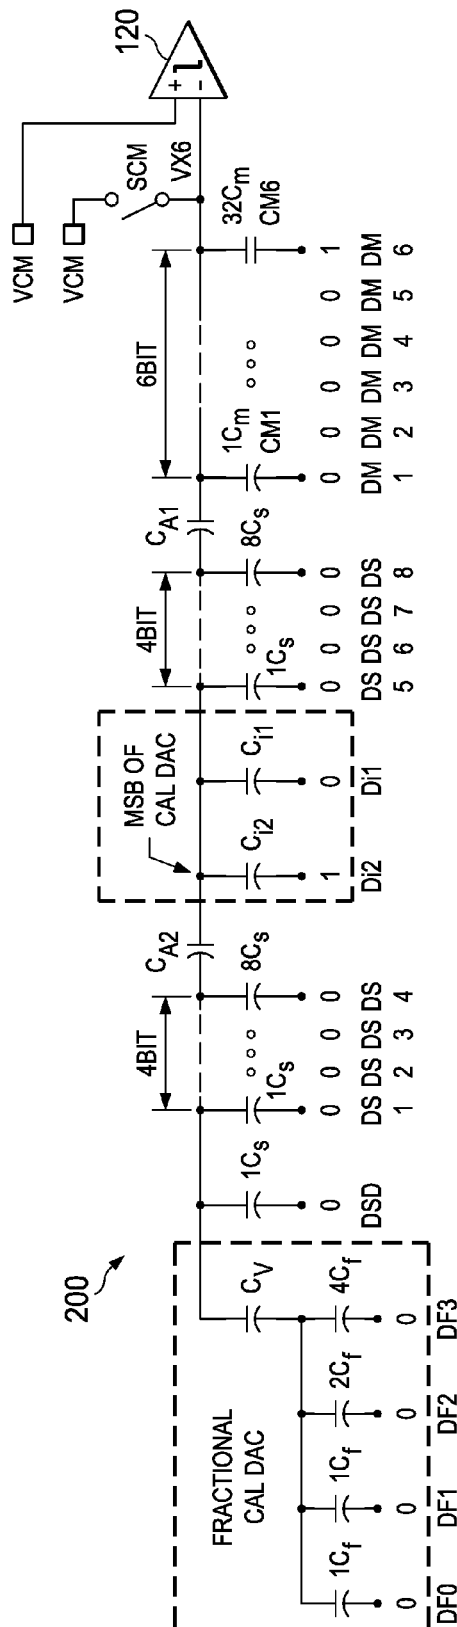 200
VCM
VCM
SCM
VX6
120
+
-
4BIT
4BIT
6BIT
MSB OF
CAL DAC
FRACTIONAL
CAL DAC
CV
1Cf 1Cf 2Cf 4Cf
1Cs 1Cs 8Cs
CA2
Ci2 Ci1
1Cs 8Cs
CA1
1Cm
CM1
32Cm
CM6
0 0 0 0
DF0 DF1 DF2 DF3
0 0 0 0 0
DSD DS DS DS DS
1 2 3 4
1 0
Di2 Di1
0 0 0 0
DS DS DS DS
5 6 7 8
0 0 0 0 0 1
DM DM DM DM DM DM
1 2 3 4 5 6